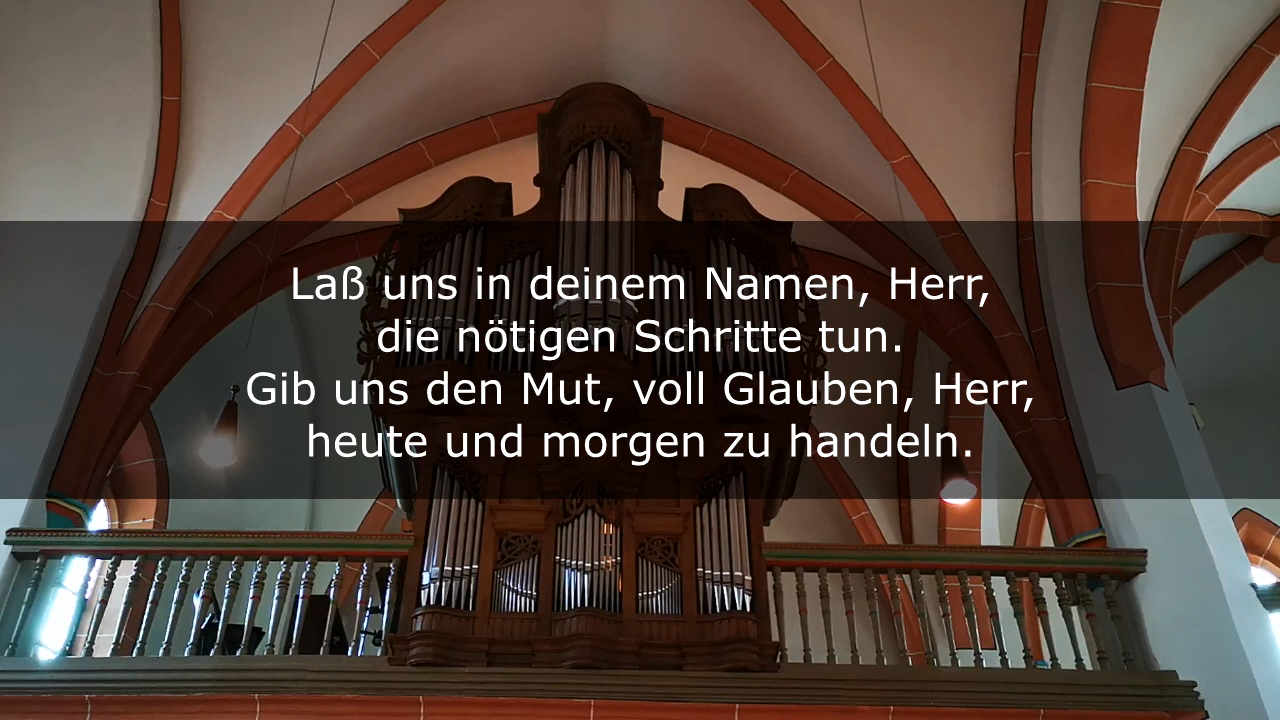 Laß uns in deinem Namen, Herr,
die nötigen Schritte tun.
Gib uns den Mut, voll Glauben, Herr,
heute und morgen zu handeln.